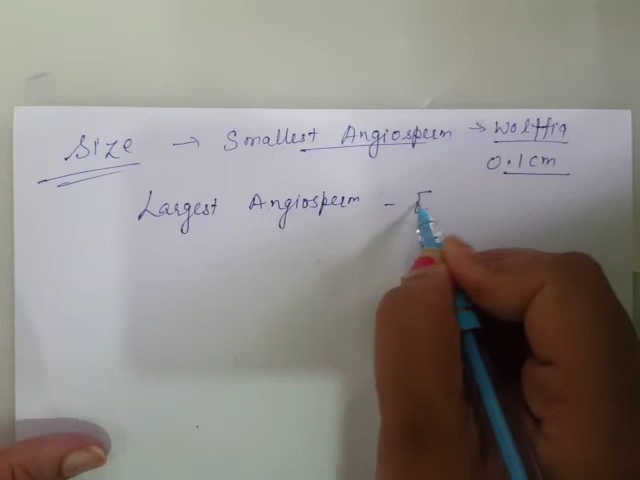 Size → Smallest Angiosperm → Wolffia
0.1cm
Largest Angiosperm -